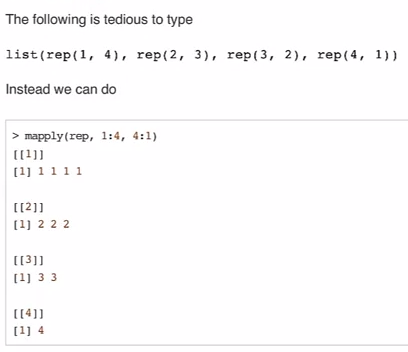 The following is tedious to type
list(rep(1, 4), rep(2, 3), rep(3, 2), rep(4, 1))
Instead we can do
> mapply(rep, 1:4, 4:1)
[[1]]
[1] 1 1 1 1
[[2]]
[1] 2 2 2
[[3]]
[1] 3 3
[[4]]
[1] 4